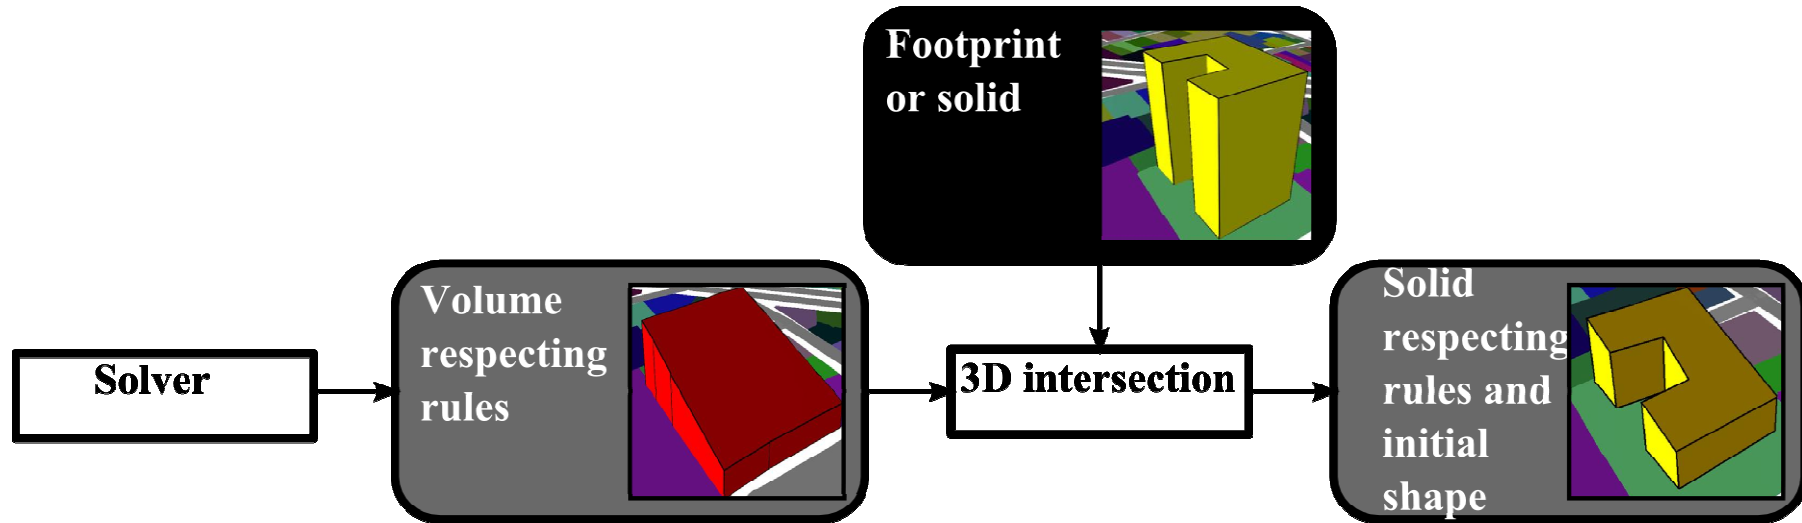 Footprint
or solid
Solver
Volume
respecting
rules
3D intersection
Solid
respecting
rules and
initial
shape